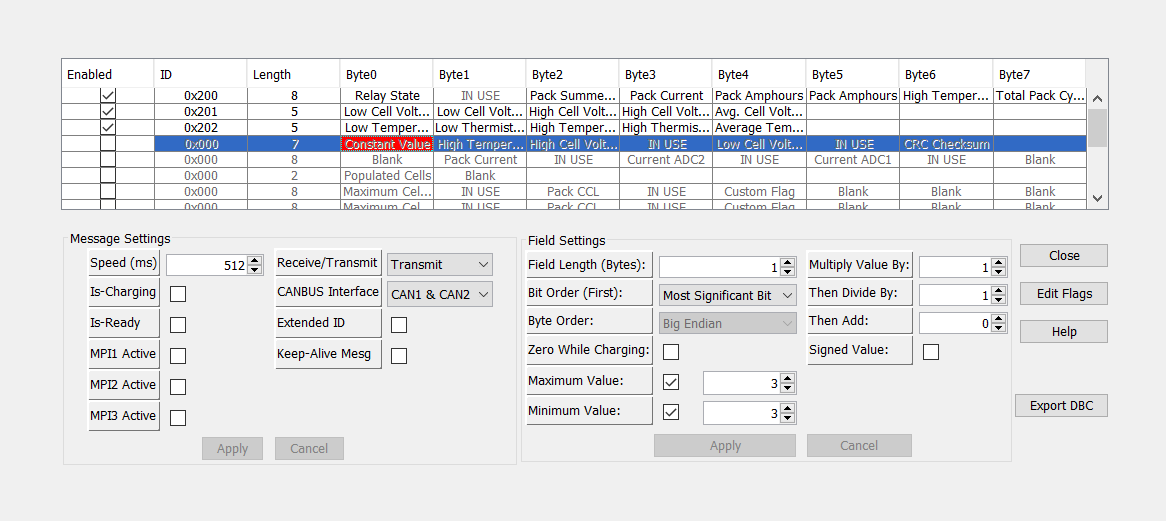 Enabled ID Length Byte0 Byte1 Byte2 Byte3 Byte4 Byte5 Byte6 Byte7
0x200 8 Relay State IN USE Pack Summe... Pack Current Pack Amphours Pack Amphours High Temper... Total Pack Cy...
0x201 5 Low Cell Volt... Low Cell Volt... High Cell Volt... High Cell Volt... Avg. Cell Volt...
0x202 5 Low Temper... Low Thermist... High Temper... High Thermis... Average Tem...
0x000 7 Constant Value High Temper... High Cell Volt... IN USE Low Cell Volt... IN USE CRC Checksum
0x000 8 Blank Pack Current IN USE Current ADC2 IN USE Current ADC1 IN USE Blank
0x000 2 Populated Cells Blank
0x000 8 Maximum Cel... IN USE Pack CCL IN USE Custom Flag Blank Blank Blank
0x000 8 Maximum Cel... IN USE Pack CCL IN USE Custom Flag Blank Blank Blank
Message Settings
Speed (ms) 512 Receive/Transmit Transmit
Is-Charging CANBUS Interface CAN1 & CAN2
Is-Ready Extended ID
MPI1 Active Keep-Alive Mesg
MPI2 Active
MPI3 Active
Apply Cancel
Field Settings
Field Length (Bytes): 1 Multiply Value By: 1
Bit Order (First): Most Significant Bit Then Divide By: 1
Byte Order: Big Endian Then Add: 0
Zero While Charging: Signed Value:
Maximum Value: 3
Minimum Value: 3
Apply Cancel
Close
Edit Flags
Help
Export DBC